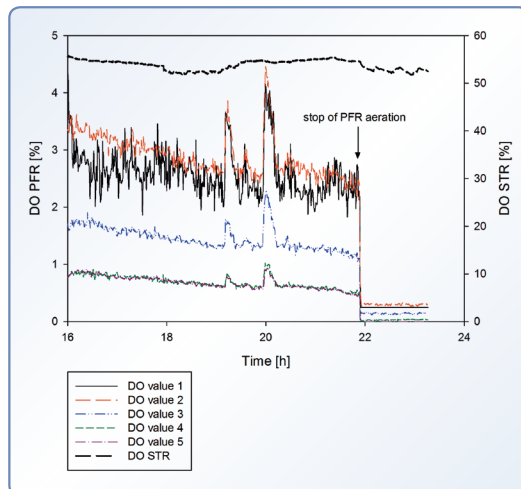 5
4
3
2
1
0
DO PFR [%]
60
50
40
30
20
10
0
DO STR [%]
stop of PFR aeration
16
18
20
22
24
Time [h]
DO value 1
DO value 2
DO value 3
DO value 4
DO value 5
DO STR